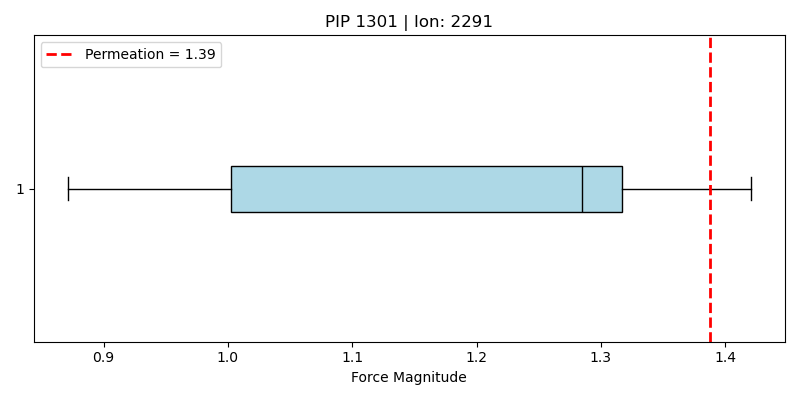 PIP 1301 | Ion: 2291
Permeation = 1.39
1
0.9 1.0 1.1 1.2 1.3 1.4
Force Magnitude